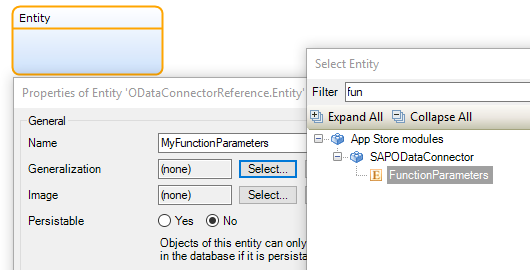 Entity
Properties of Entity 'ODataConnectorReference.Entity'
General
Name MyFunctionParameters
Generalization (none) Select...
Image (none) Select...
Persistable Yes No
Objects of this entity can only
in the database if it is persista
Select Entity
Filter fun
Expand All Collapse All
App Store modules
SAPODataConnector
E FunctionParameters